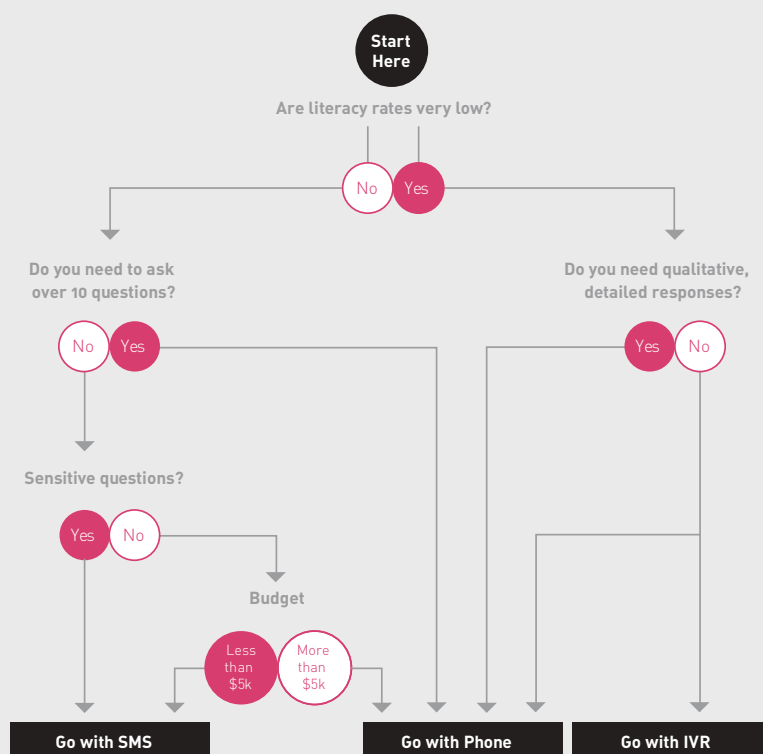 Start
Here
Are literacy rates very low?
No
Yes
Do you need to ask
over 10 questions?
Do you need qualitative,
detailed responses?
No
Yes
Yes
No
Sensitive questions?
Yes
No
Budget
Less
than
$5k
More
than
$5k
Go with SMS
Go with Phone
Go with IVR